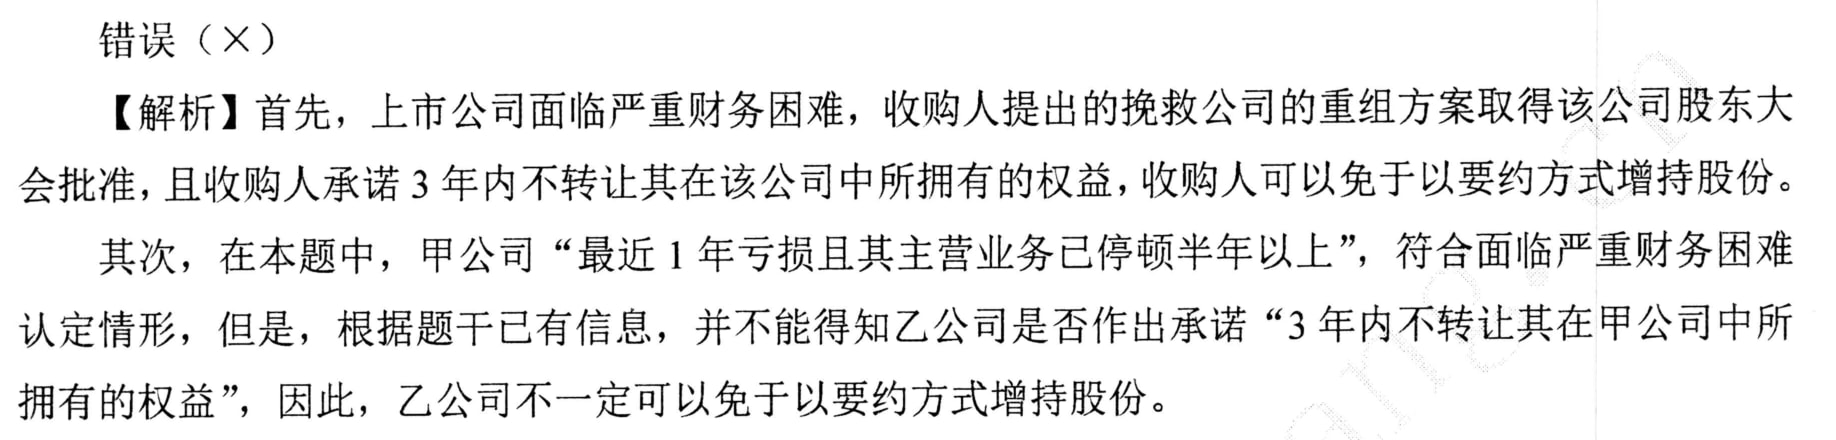 错误（×）
【解析】首先，上市公司面临严重财务困难，收购人提出的挽救公司的重组方案取得该公司股东大
会批准，且收购人承诺 3 年内不转让其在该公司中所拥有的权益，收购人可以免于以要约方式增持股份。
其次，在本题中，甲公司“最近 1 年亏损且其主营业务已停顿半年以上”，符合面临严重财务困难
认定情形，但是，根据题干已有信息，并不能得知乙公司是否作出承诺“3 年内不转让其在甲公司中所
拥有的权益”，因此，乙公司不一定可以免于以要约方式增持股份。